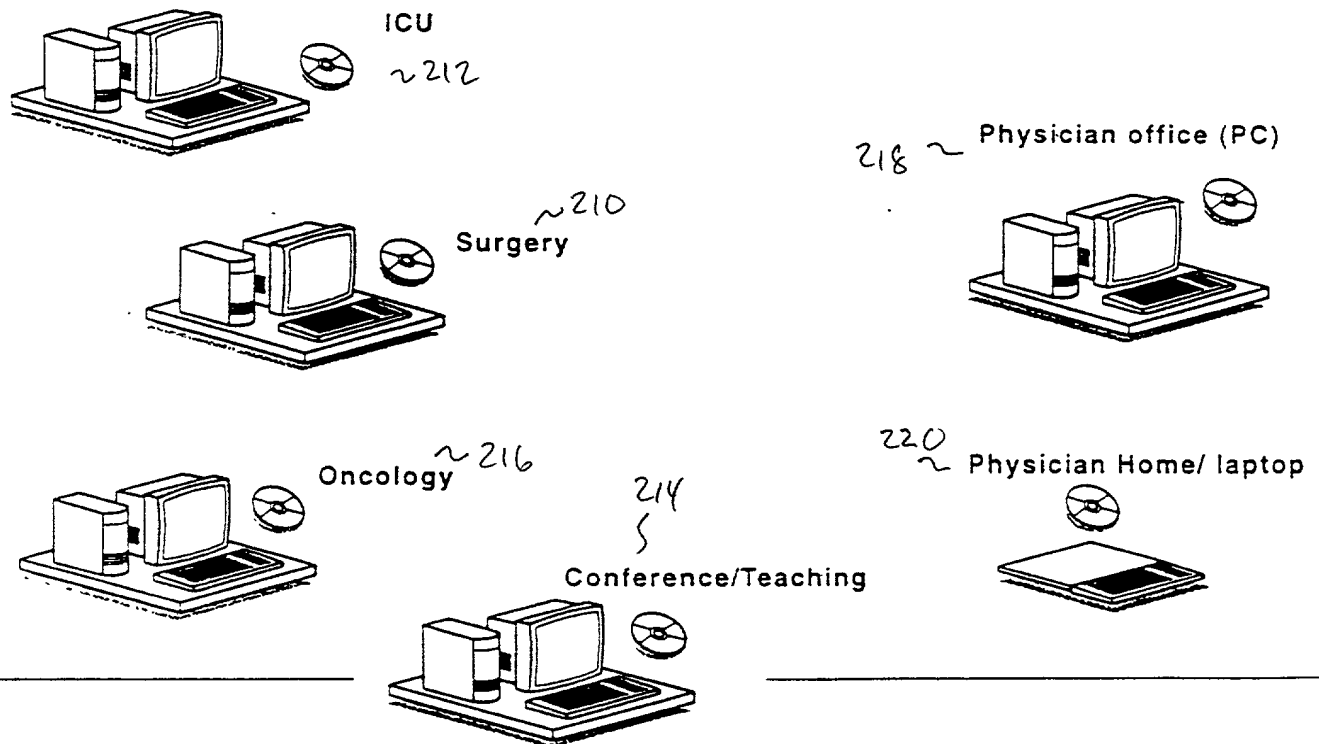 ICU
~212
218 ~ Physician office (PC)
~210
Surgery
Oncology ~216
220
~ Physician Home/ laptop
214
Conference/Teaching